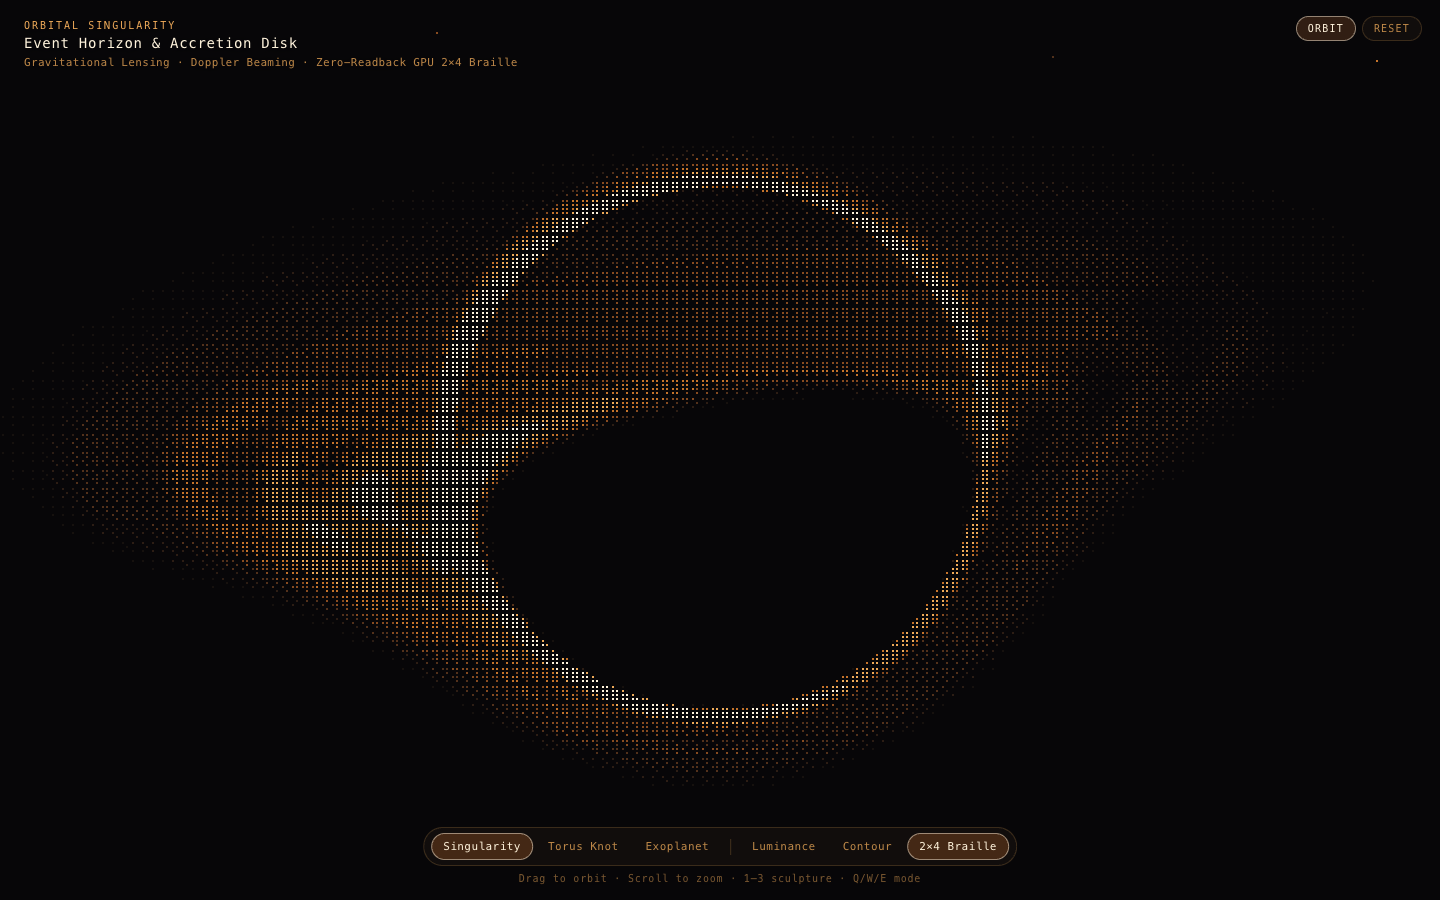 ORBITAL SINGULARITY
Event Horizon & Accretion Disk
Gravitational Lensing · Doppler Beaming · Zero-Readback GPU 2×4 Braille
ORBIT RESET
Singularity Torus Knot Exoplanet Luminance Contour 2×4 Braille
Drag to orbit · Scroll to zoom · 1–3 sculpture · Q/W/E mode